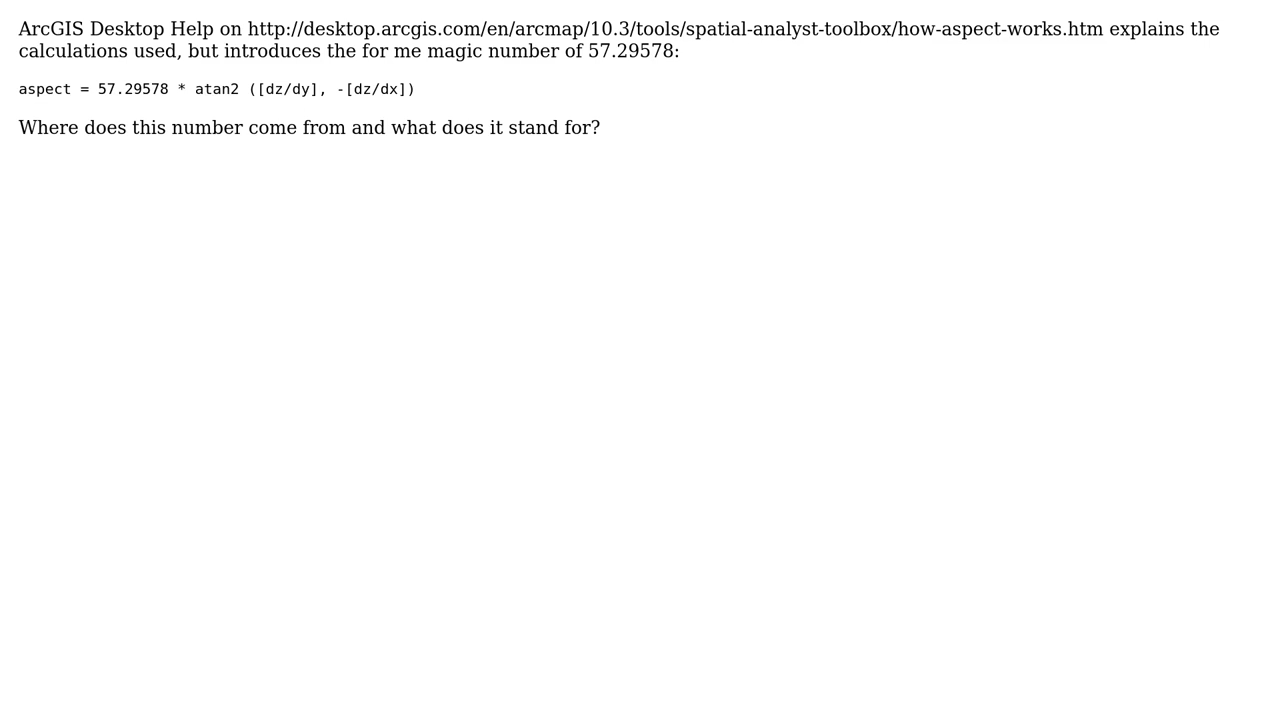 ArcGIS Desktop Help on http://desktop.arcgis.com/en/arcmap/10.3/tools/spatial-analyst-toolbox/how-aspect-works.htm explains the
calculations used, but introduces the for me magic number of 57.29578:
aspect = 57.29578 * atan2 ([dz/dy], -[dz/dx])
Where does this number come from and what does it stand for?